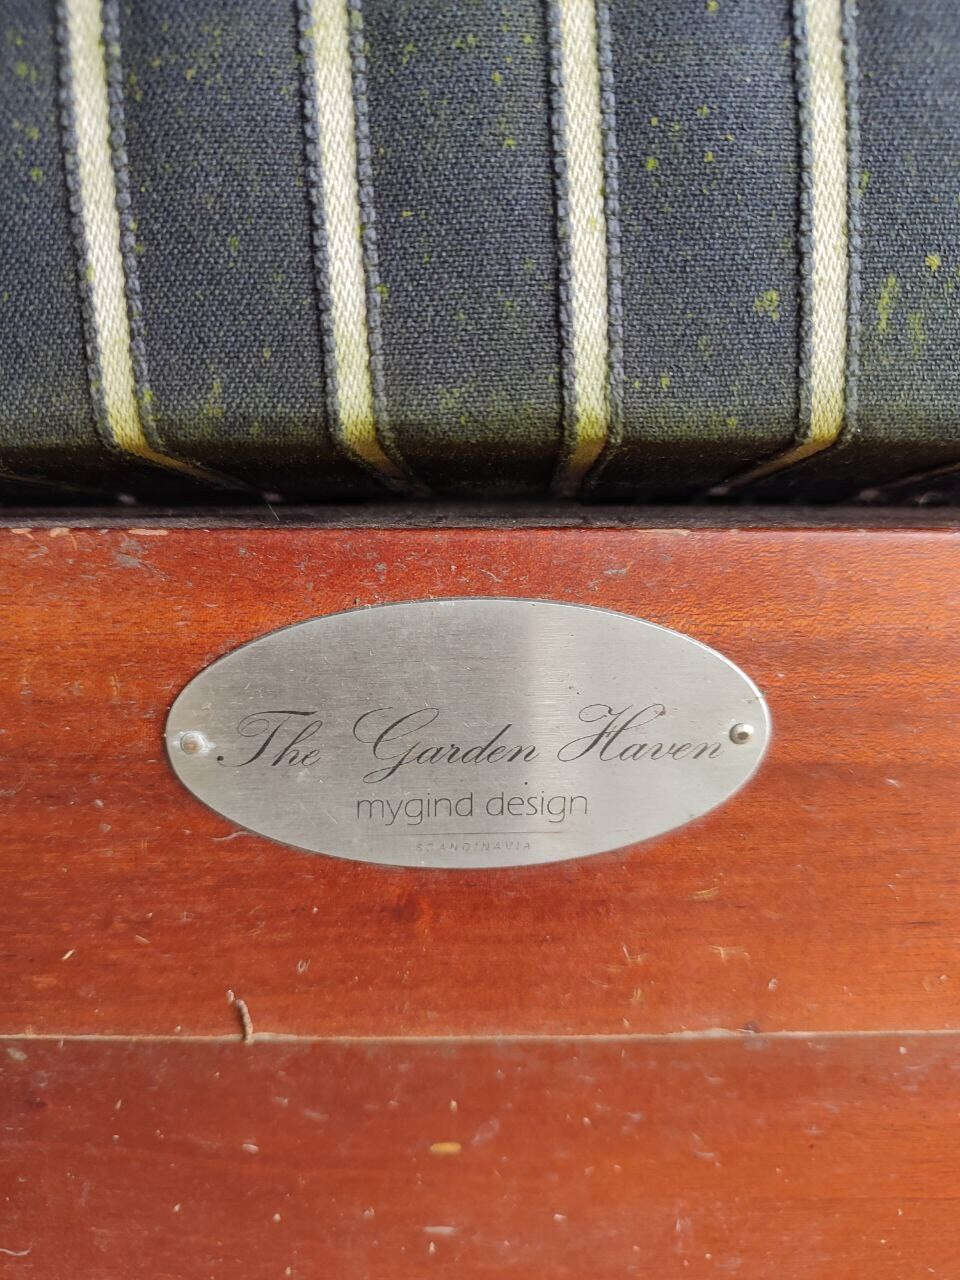 The Garden Haven
mygind design
SCANDINAVIA